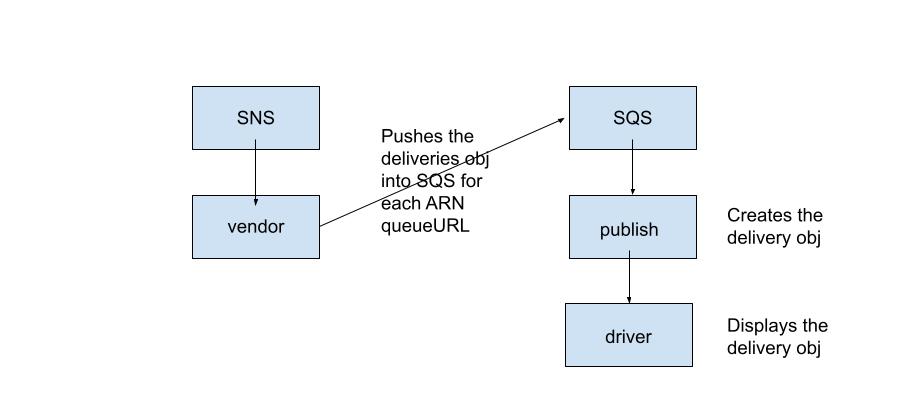 SNS
SQS
Pushes the
deliveries obj
into SQS for
each ARN
queueURL
vendor
publish
Creates the
delivery obj
driver
Displays the
delivery obj